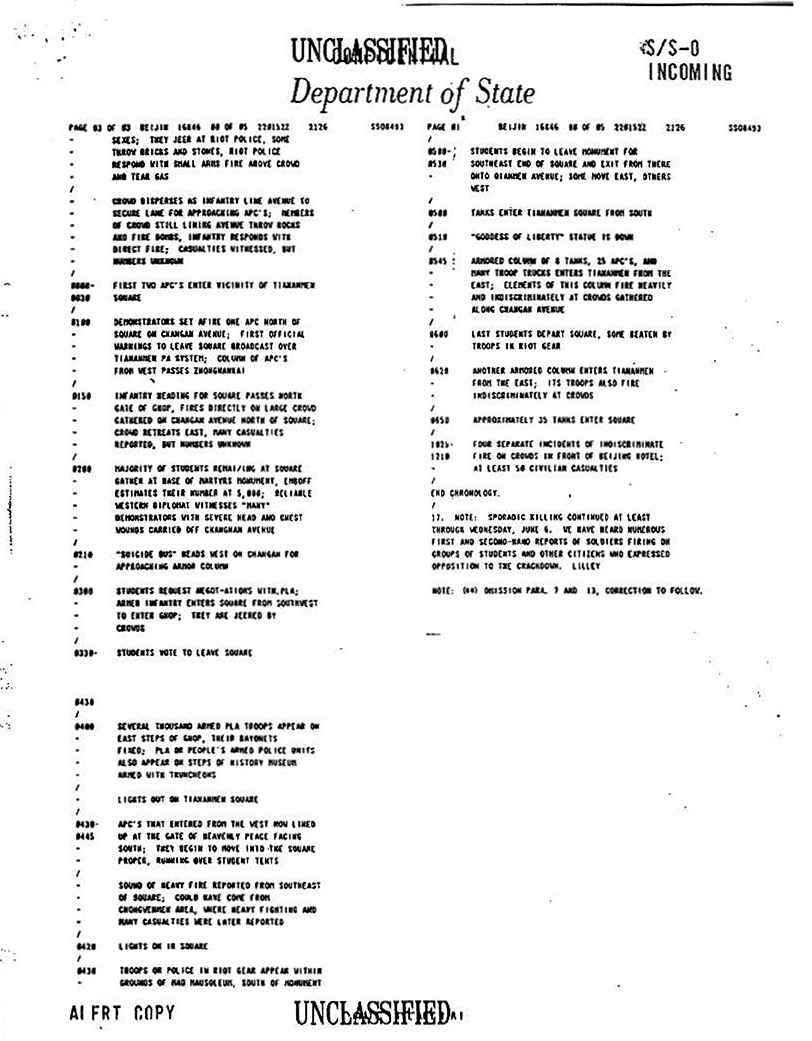 UNCLASSIFIED
S/S-O
INCOMING
Department of State
PAGE 03 OF 03 BEIJIN 16846 00 OF 05 220152Z 2126 SSO8493
- SEXES; THEY JEER AT RIOT POLICE, SOME
- THROW BRICKS AND STONES, RIOT POLICE
- RESPOND WITH SMALL ARMS FIRE ABOVE CROWD
- AND TEAR GAS
/
- CROWD DISPERSES AS INFANTRY LINE AVENUE TO
- SECURE LANE FOR APPROACHING APC'S; MEMBERS
- OF CROWD STILL LINING AVENUE THROW ROCKS
- AND FIRE BOMBS, INFANTRY RESPONDS WITH
- DIRECT FIRE; CASUALTIES WITNESSED, BUT
- NUMBERS UNKNOWN
/
0000- FIRST TWO APC'S ENTER VICINITY OF TIANANMEN
0030 SQUARE
/
0100 DEMONSTRATORS SET AFIRE ONE APC NORTH OF
- SQUARE ON CHANGAN AVENUE; FIRST OFFICIAL
- WARNINGS TO LEAVE SQUARE BROADCAST OVER
- TIANANMEN PA SYSTEM; COLUMN OF APC'S
- FROM WEST PASSES ZHONGNANHAI
/
0150 INFANTRY HEADING FOR SQUARE PASSES NORTH
- GATE OF GHOP, FIRES DIRECTLY ON LARGE CROWD
- GATHERED ON CHANGAN AVENUE NORTH OF SQUARE;
- CROWD RETREATS EAST, MANY CASUALTIES
- REPORTED, BUT NUMBERS UNKNOWN
/
0200 MAJORITY OF STUDENTS REMAI/ING AT SQUARE
- GATHER AT BASE OF MARTYRS MONUMENT, EMBOFF
- ESTIMATES THEIR NUMBER AT 5,000; RELIABLE
- WESTERN DIPLOMAT WITNESSES "MANY"
- DEMONSTRATORS WITH SEVERE HEAD AND CHEST
- WOUNDS CARRIED OFF CHANGHAN AVENUE
/
0210 "SUICIDE BUS" HEADS WEST ON CHANGAN FOR
- APPROACHING ARMOR COLUMN
/
0300 STUDENTS REQUEST NEGOT-ATIONS WITH.PLA;
- ARMED INFANTRY ENTERS SQUARE FROM SOUTHWEST
- TO ENTER GHOP; THEY ARE JEERED BY
- CROWDS
/
0330- STUDENTS VOTE TO LEAVE SQUARE
0430
/
0400 SEVERAL THOUSAND ARMED PLA TROOPS APPEAR ON
- EAST STEPS OF GHOP, THEIR BAYONETS
- FIXED; PLA OR PEOPLE'S ARMED POLICE UNITS
- ALSO APPEAR ON STEPS OF HISTORY MUSEUM
- ARMED WITH TRUNCHEONS
/
- LIGHTS OUT ON TIANANMEN SQUARE
/
0430- APC'S THAT ENTERED FROM THE WEST NOW LINED
0445 UP AT THE GATE OF HEAVENLY PEACE FACING
- SOUTH; THEY BEGIN TO MOVE INTO THE SQUARE
- PROPER, RUNNING OVER STUDENT TENTS
/
- SOUND OF HEAVY FIRE REPORTED FROM SOUTHEAST
- OF SQUARE; COULD HAVE COME FROM
- CHONGWENMEN AREA, WHERE HEAVY FIGHTING AND
- MANY CASUALTIES WERE LATER REPORTED
/
0420 LIGHTS ON IN SQUARE
/
0430 TROOPS OR POLICE IN RIOT GEAR APPEAR WITHIN
- GROUNDS OF MAO MAUSOLEUM, SOUTH OF MONUMENT
PAGE 01 BEIJIN 16846 00 OF 05 220152Z 2126 SSO8493
/
0500- STUDENTS BEGIN TO LEAVE MONUMENT FOR
0530 SOUTHEAST END OF SQUARE AND EXIT FROM THERE
- ONTO QIANMEN AVENUE; SOME MOVE EAST, OTHERS
- WEST
/
0500 TANKS ENTER TIANANMEN SQUARE FROM SOUTH
/
0510 "GODDESS OF LIBERTY" STATUE IS DOWN
/
0545 ARMORED COLUMN OF 8 TANKS, 25 APC'S, AND
- MANY TROOP TRUCKS ENTERS TIANANMEN FROM THE
- EAST; ELEMENTS OF THIS COLUMN FIRE HEAVILY
- AND INDISCRIMINATELY AT CROWDS GATHERED
- ALONG CHANGAN AVENUE
/
0600 LAST STUDENTS DEPART SQUARE, SOME BEATEN BY
- TROOPS IN RIOT GEAR
/
0620 ANOTHER ARMORED COLUMN ENTERS TIANANMEN
- FROM THE EAST; ITS TROOPS ALSO FIRE
- INDISCRIMINATELY AT CROWDS
/
0650 APPROXIMATELY 35 TANKS ENTER SQUARE
/
1025- FOUR SEPARATE INCIDENTS OF INDISCRIMINATE
1210 FIRE ON CROWDS IN FRONT OF BEIJING HOTEL;
- AT LEAST 50 CIVILIAN CASUALTIES
/
END CHRONOLOGY.
/
17. NOTE: SPORADIC KILLING CONTINUED AT LEAST
THROUGH WEDNESDAY, JUNE 6. WE HAVE HEARD NUMEROUS
FIRST AND SECOND-HAND REPORTS OF SOLDIERS FIRING ON
GROUPS OF STUDENTS AND OTHER CITIZENS WHO EXPRESSED
OPPOSITION TO THE CRACKDOWN. LILLEY
NOTE: (##) OMISSION PARA. 7 AND 13, CORRECTION TO FOLLOW.
ALERT COPY
UNCLASSIFIED